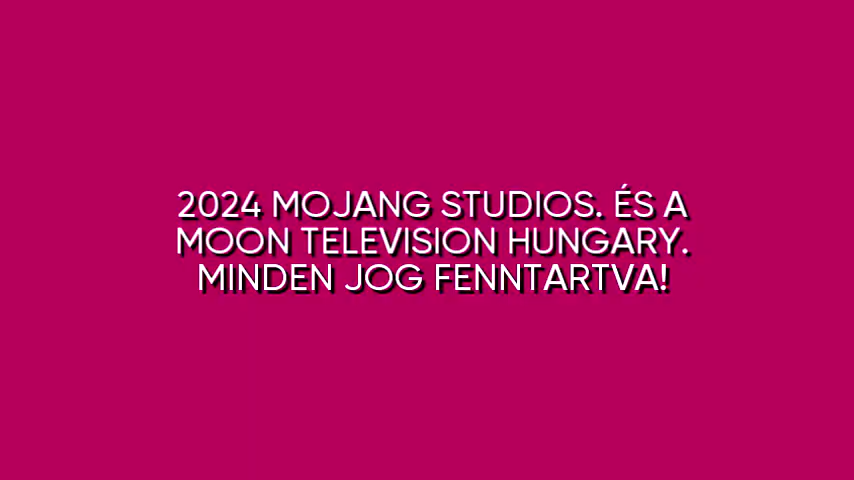 2024 MOJANG STUDIOS. ÉS A
MOON TELEVISION HUNGARY.
MINDEN JOG FENNTARTVA!